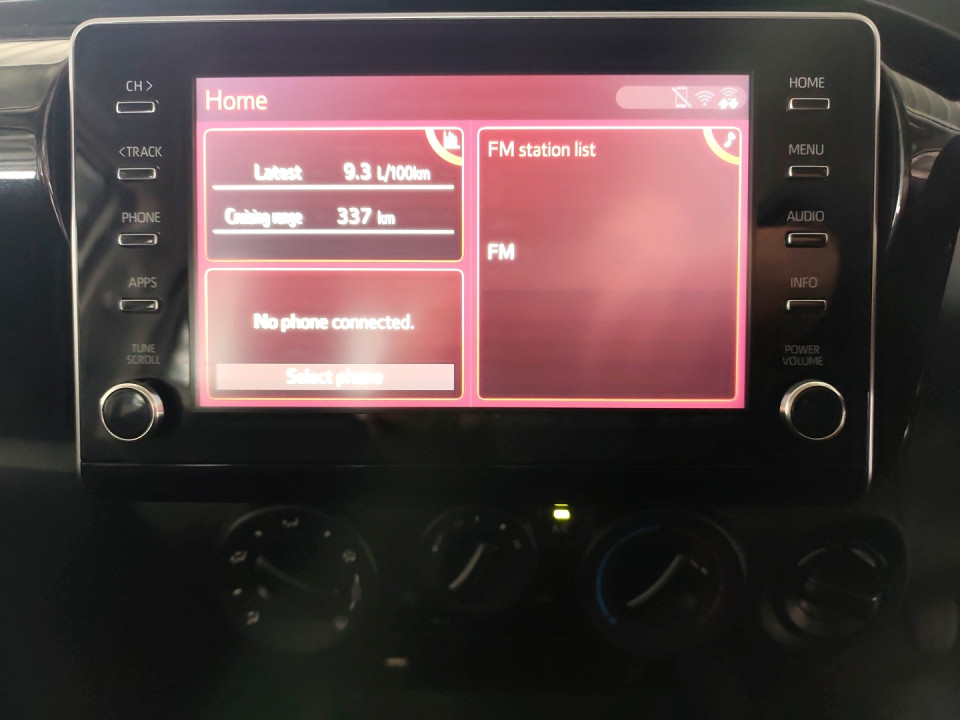 CH >
<TRACK
PHONE
APPS
TUNE
SCROLL
Home
Latest 9.3 L/100km
Cruising range 337 km
No phone connected.
Select phone
FM station list
FM
HOME
MENU
AUDIO
INFO
POWER
VOLUME